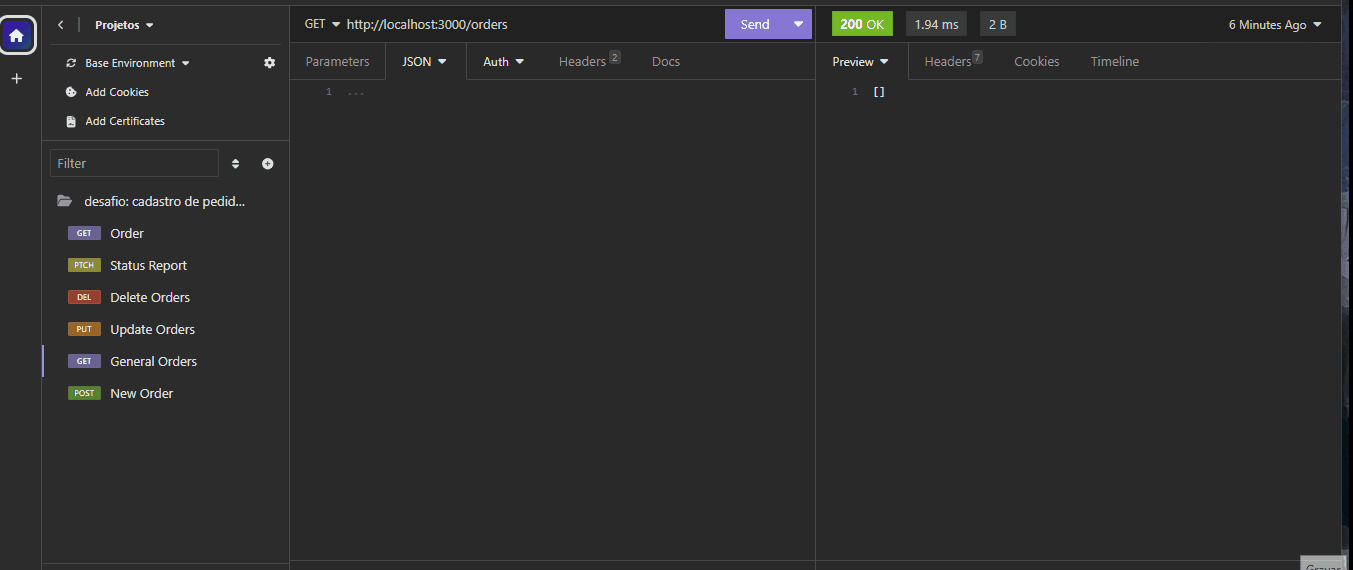 Projetos
Base Environment
Add Cookies
Add Certificates
Filter
desafio: cadastro de pedid...
GET Order
PTCH Status Report
DEL Delete Orders
PUT Update Orders
GET General Orders
POST New Order
GET http://localhost:3000/orders Send
Parameters JSON Auth Headers 2 Docs
1 ...
200 OK 1.94 ms 2 B 6 Minutes Ago
Preview Headers 7 Cookies Timeline
1 []
Gravar